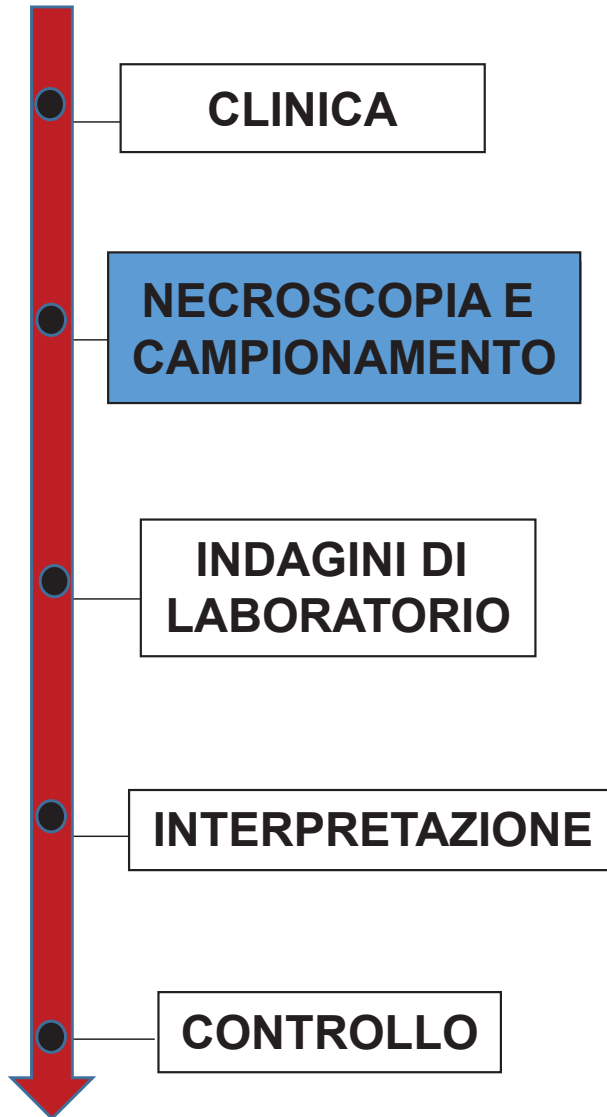 CLINICA
NECROSCOPIA E
CAMPIONAMENTO
INDAGINI DI
LABORATORIO
INTERPRETAZIONE
CONTROLLO